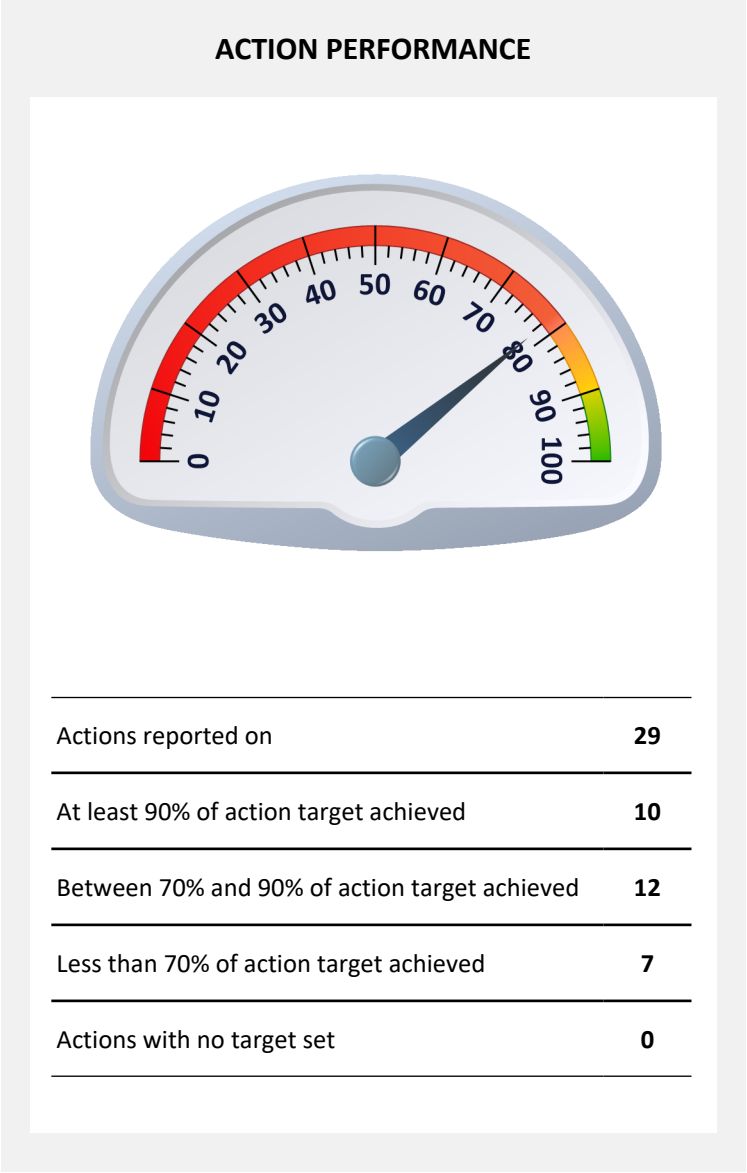 ACTION PERFORMANCE
0
10
20
30
40
50
60
70
80
90
100
Actions reported on 29
At least 90% of action target achieved 10
Between 70% and 90% of action target achieved 12
Less than 70% of action target achieved 7
Actions with no target set 0